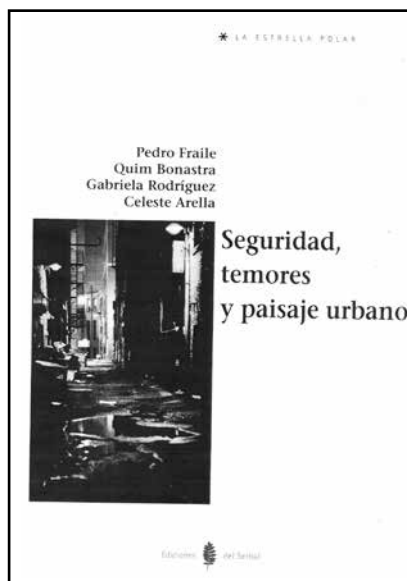 * LA ESTRELLA POLAR
Pedro Fraile
Quim Bonastra
Gabriela Rodríguez
Celeste Arella
Seguridad,
temores
y paisaje urbano
Ediciones del Serbal